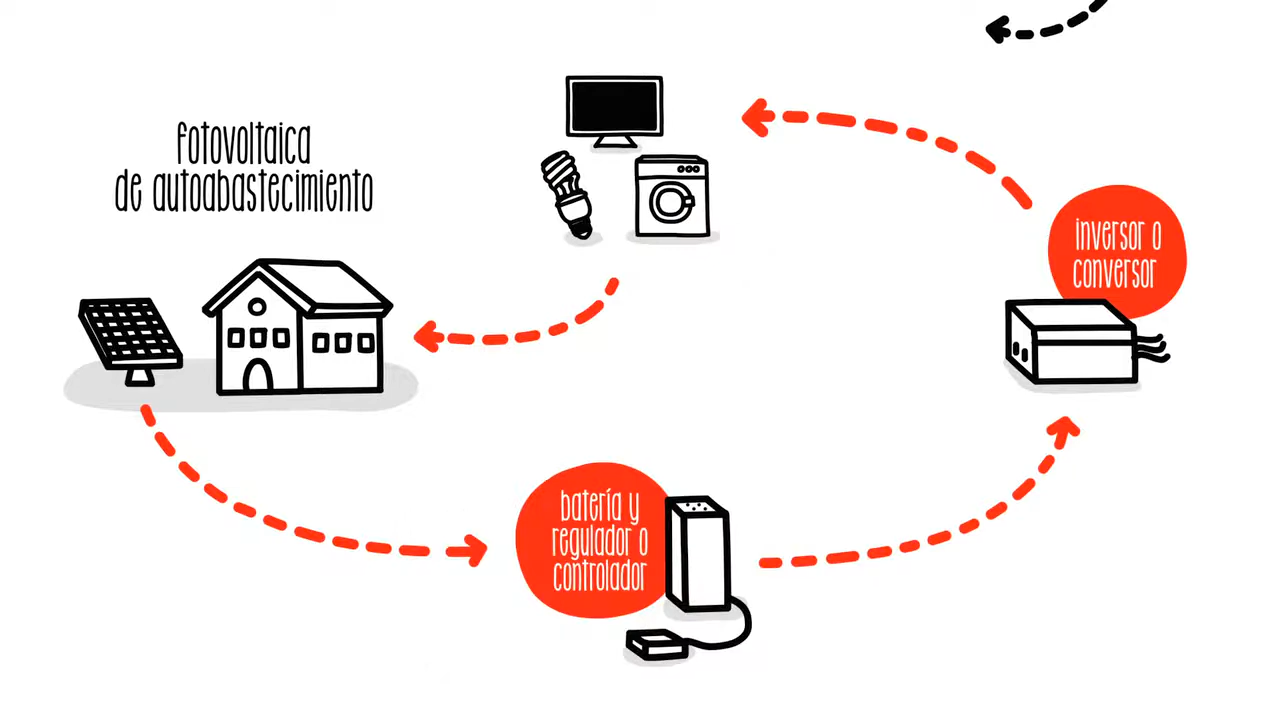 fotovoltaica
de autoabastecimiento
inversor o
conversor
batería y
regulador o
controlador